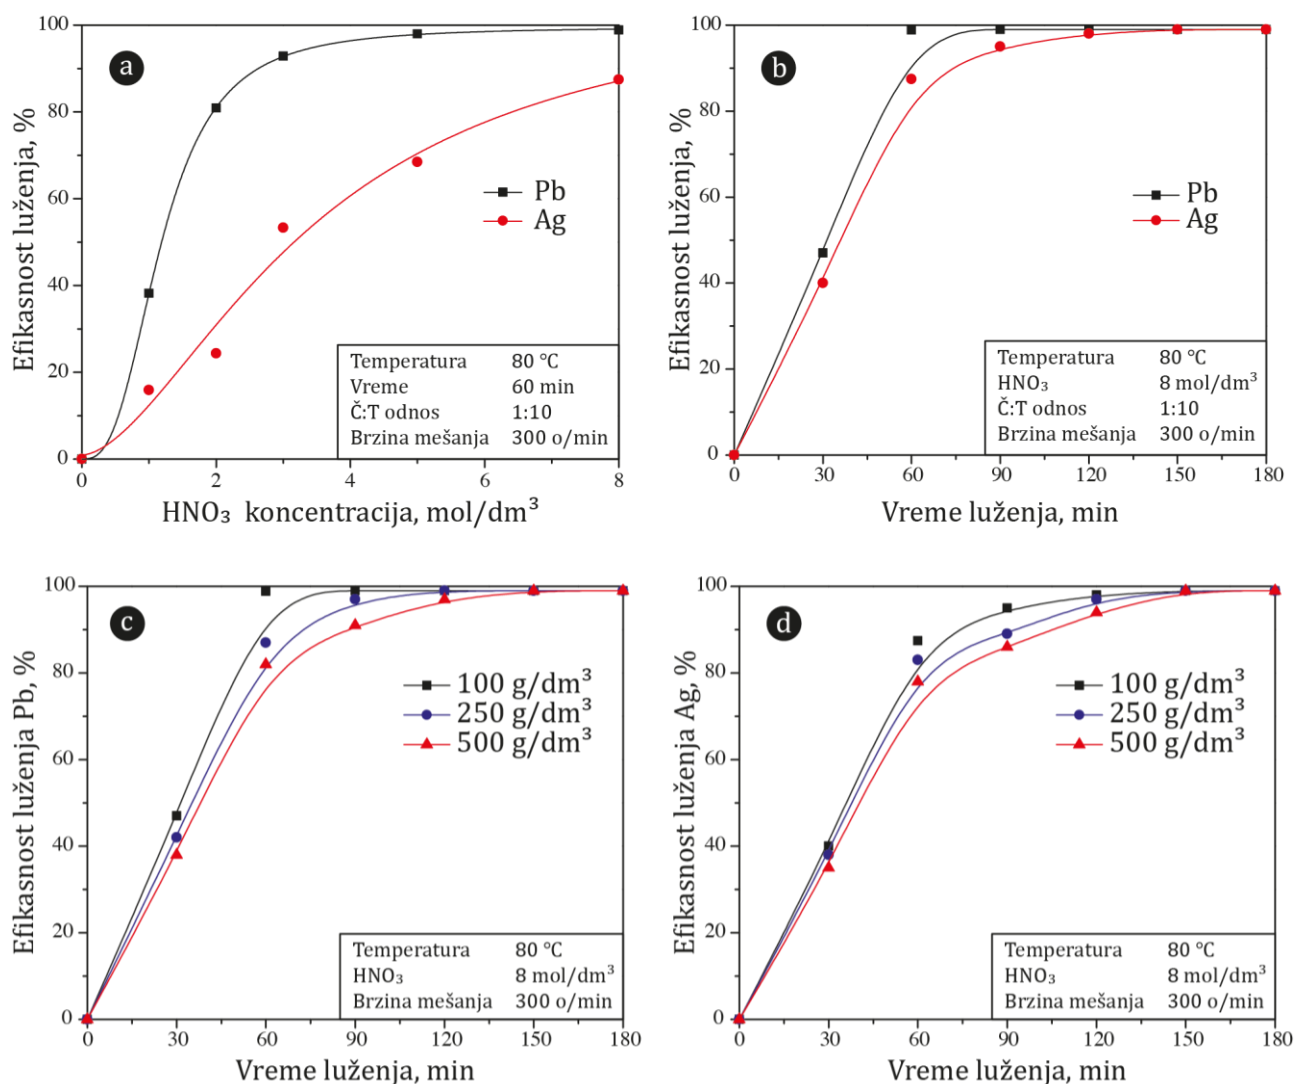 a
100
80
60
40
20
0
Efikasnost luženja, %
Pb
Ag
Temperatura 80 °C
Vreme 60 min
Č:T odnos 1:10
Brzina mešanja 300 o/min
0 2 4 6 8
HNO₃ koncentracija, mol/dm³
b
100
80
60
40
20
0
Efikasnost luženja, %
Pb
Ag
Temperatura 80 °C
HNO₃ 8 mol/dm³
Č:T odnos 1:10
Brzina mešanja 300 o/min
0 30 60 90 120 150 180
Vreme luženja, min
c
100
80
60
40
20
0
Efikasnost luženja Pb, %
100 g/dm³
250 g/dm³
500 g/dm³
Temperatura 80 °C
HNO₃ 8 mol/dm³
Brzina mešanja 300 o/min
0 30 60 90 120 150 180
Vreme luženja, min
d
100
80
60
40
20
0
Efikasnost luženja Ag, %
100 g/dm³
250 g/dm³
500 g/dm³
Temperatura 80 °C
HNO₃ 8 mol/dm³
Brzina mešanja 300 o/min
0 30 60 90 120 150 180
Vreme luženja, min